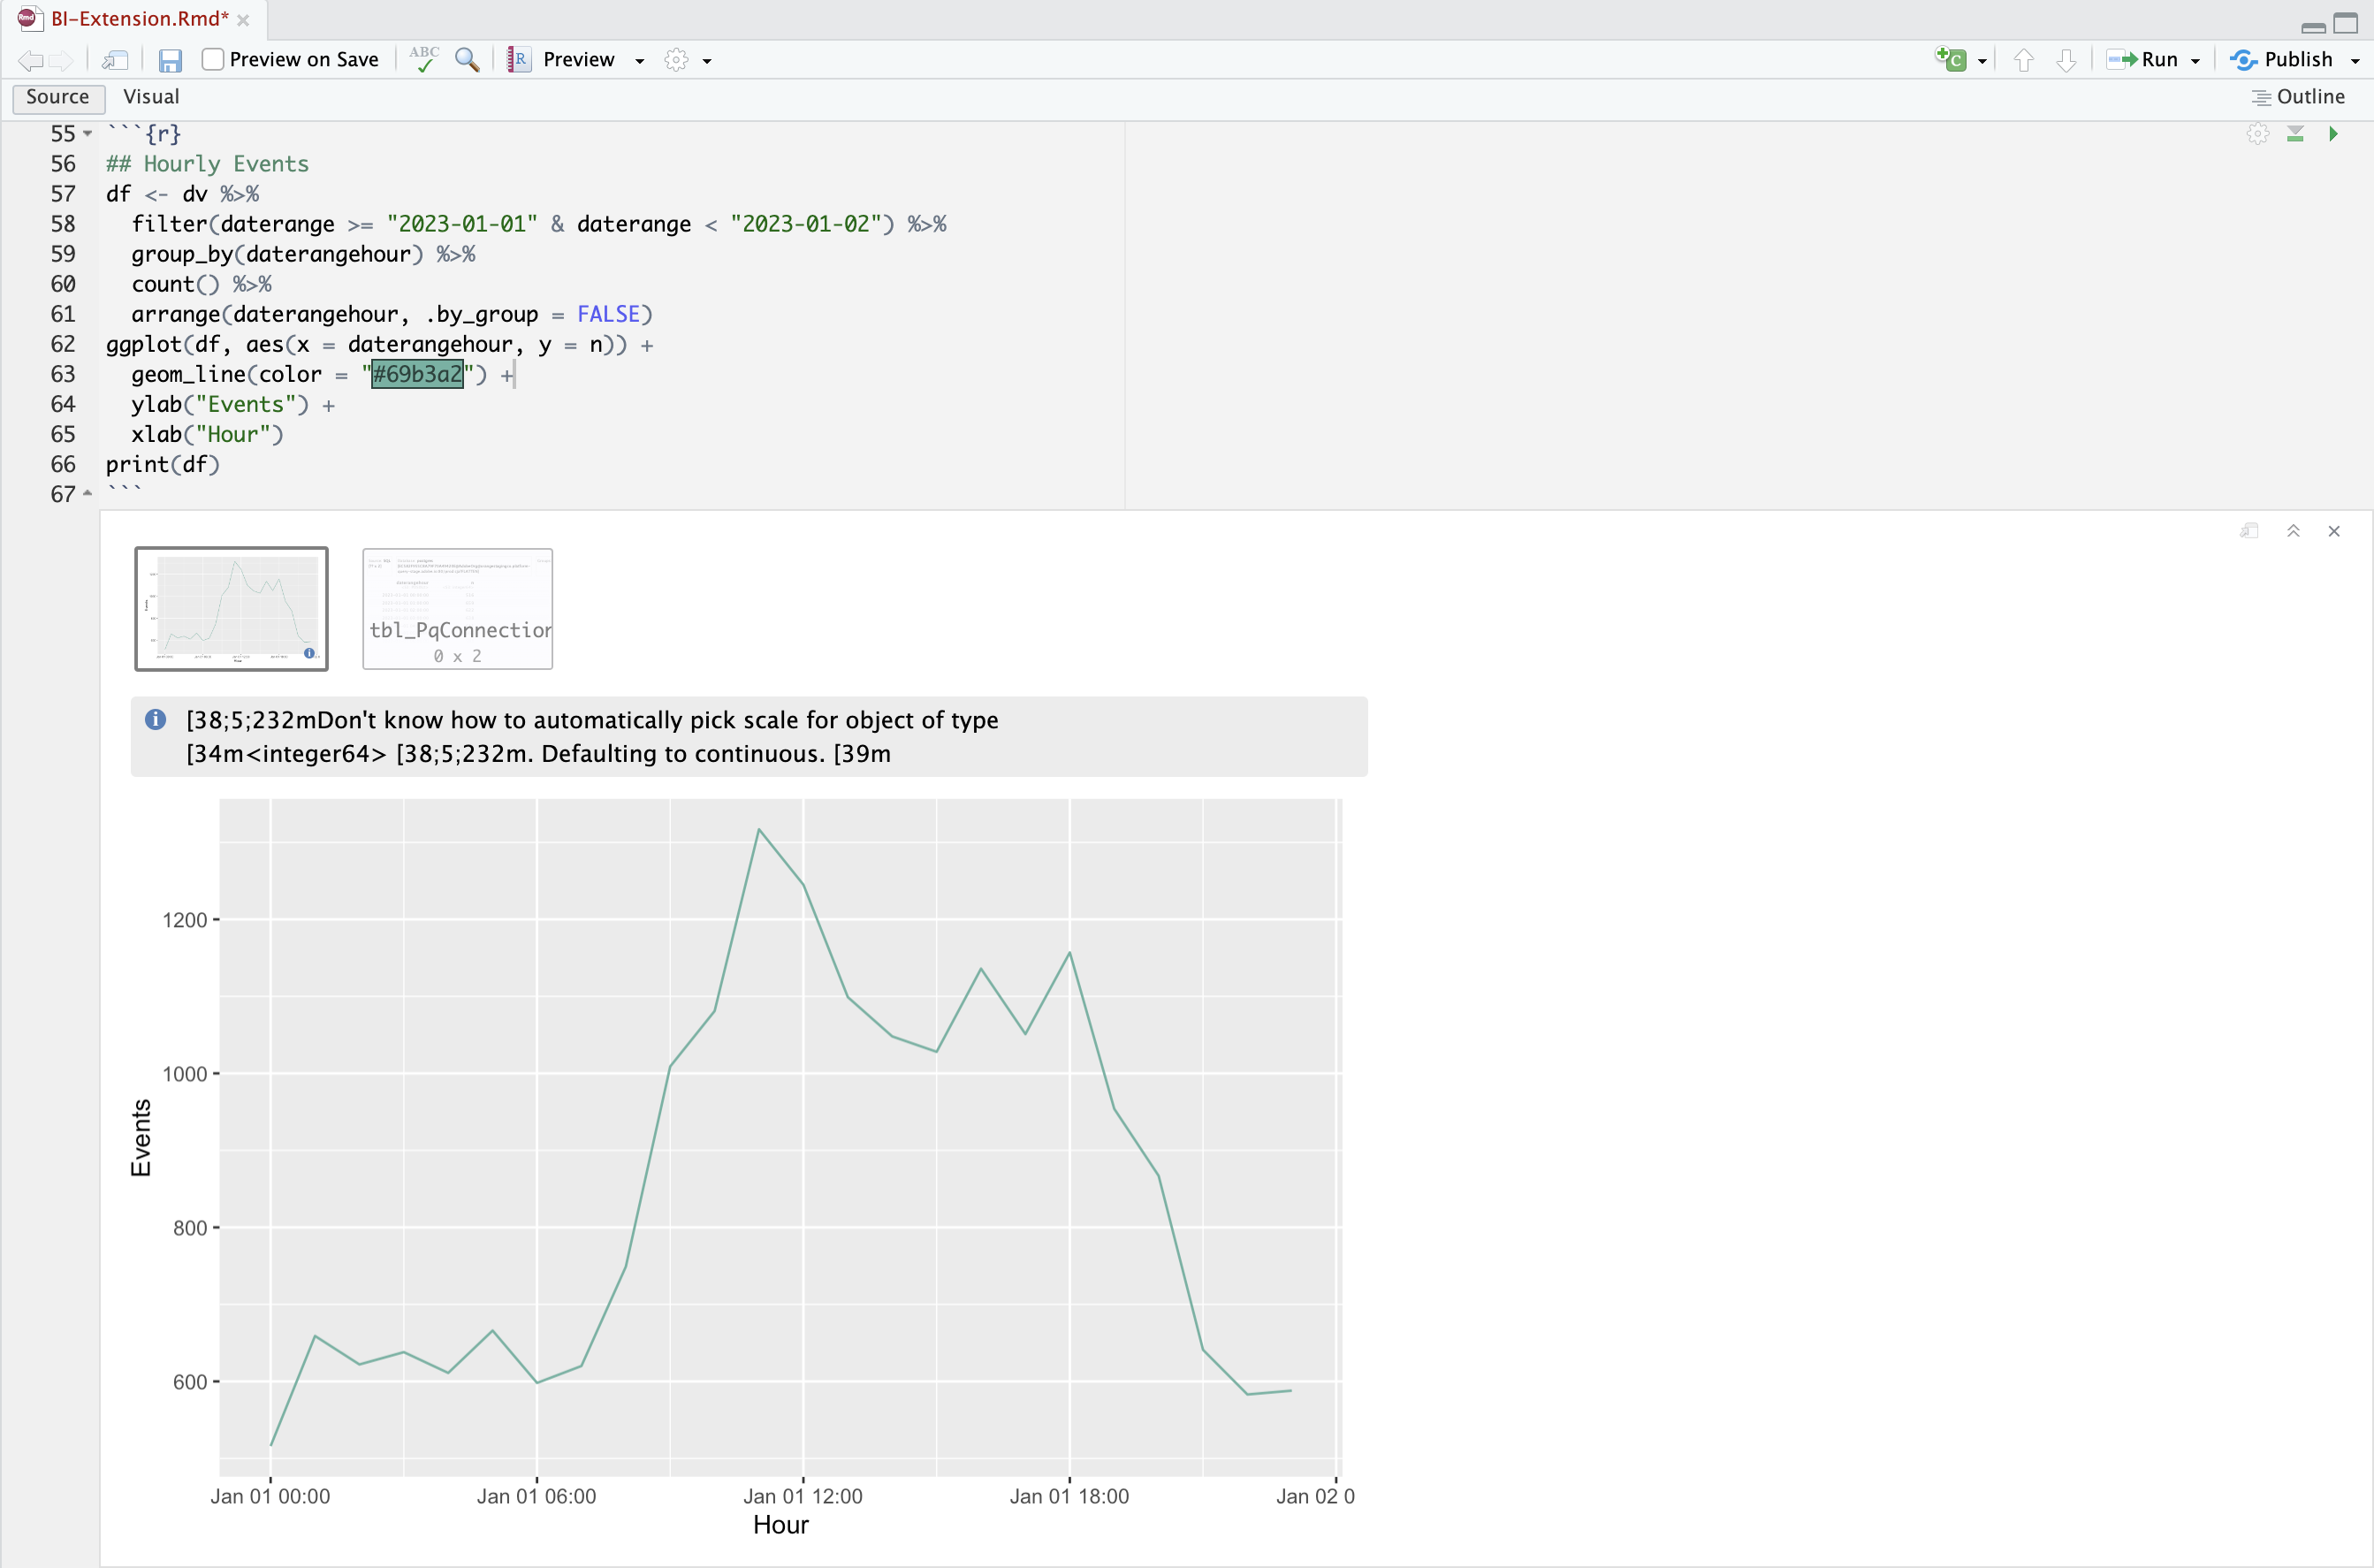 BI-Extension.Rmd*
Preview on Save ABC R Preview C Run Publish
Source Visual Outline
55 ```{r}
56 ## Hourly Events
57 df <- dv %>%
58 filter(daterange >= "2023-01-01" & daterange < "2023-01-02") %>%
59 group_by(daterangehour) %>%
60 count() %>%
61 arrange(daterangehour, .by_group = FALSE)
62 ggplot(df, aes(x = daterangehour, y = n)) +
63 geom_line(color = "#69b3a2") +
64 ylab("Events") +
65 xlab("Hour")
66 print(df)
67 ```
tbl_PqConnection
0 x 2
[38;5;232mDon't know how to automatically pick scale for object of type
[34m<integer64> [38;5;232m. Defaulting to continuous. [39m
1200
1000
800
600
Events
Jan 01 00:00 Jan 01 06:00 Jan 01 12:00 Jan 01 18:00 Jan 02 0
Hour